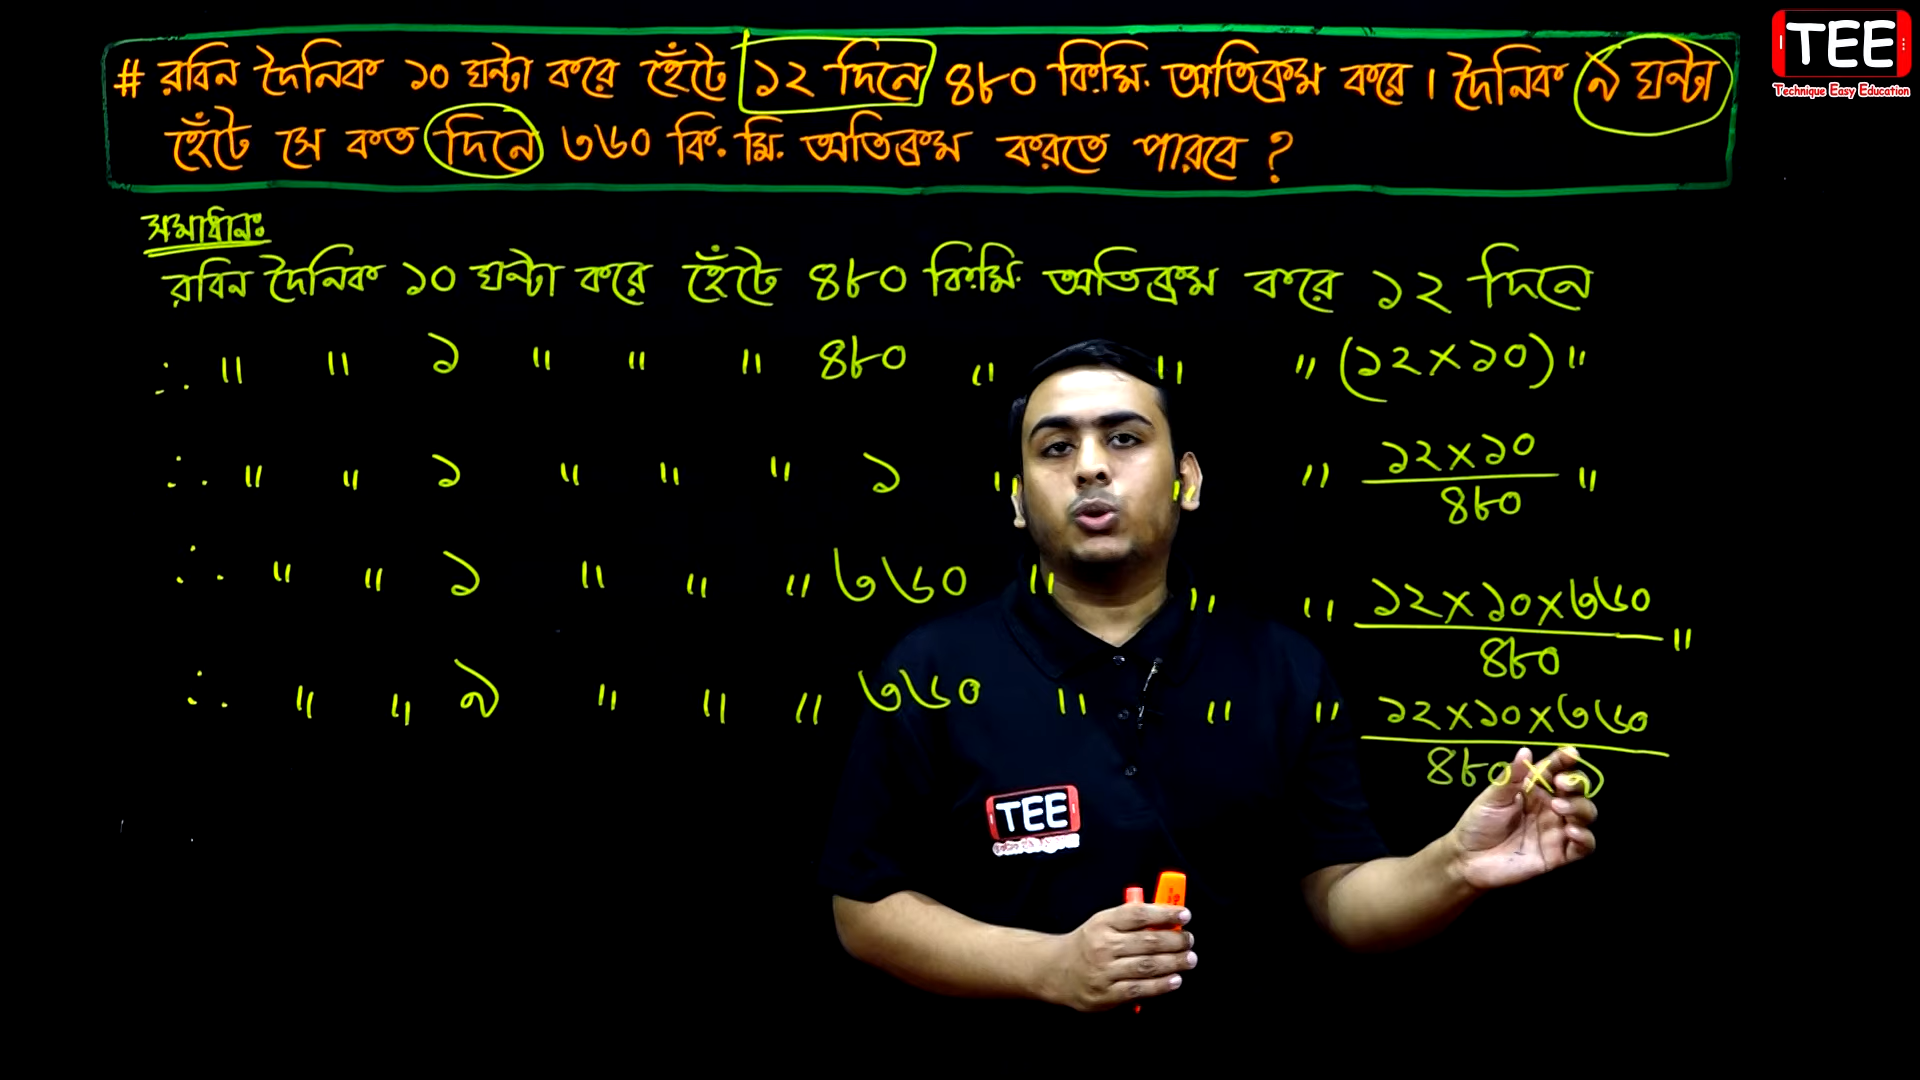 TEE
Technique Easy Education
# রবিন দৈনিক ১০ ঘন্টা করে হেঁটে ১২ দিনে ৪৮০ কি.মি. অতিক্রম করে। দৈনিক ৯ ঘন্টা
হেঁটে সে কত দিনে ৩৬০ কি.মি. অতিক্রম করতে পারবে ?
সমাধানঃ
রবিন দৈনিক ১০ ঘন্টা করে হেঁটে ৪৮০ কি.মি. অতিক্রম করে ১২ দিনে
∴ " " ১ " " " ৪৮০ " " " (১২×১০) "
∴ " " ১ " " " ১ " " " ১২×১০/৪৮০ "
∴ " " ১ " " " ৩৬০ " " " ১২×১০×৩৬০/৪৮০ "
∴ " " ৯ " " " ৩৬০ " " " ১২×১০×৩৬০/৪৮০×৯
TEE